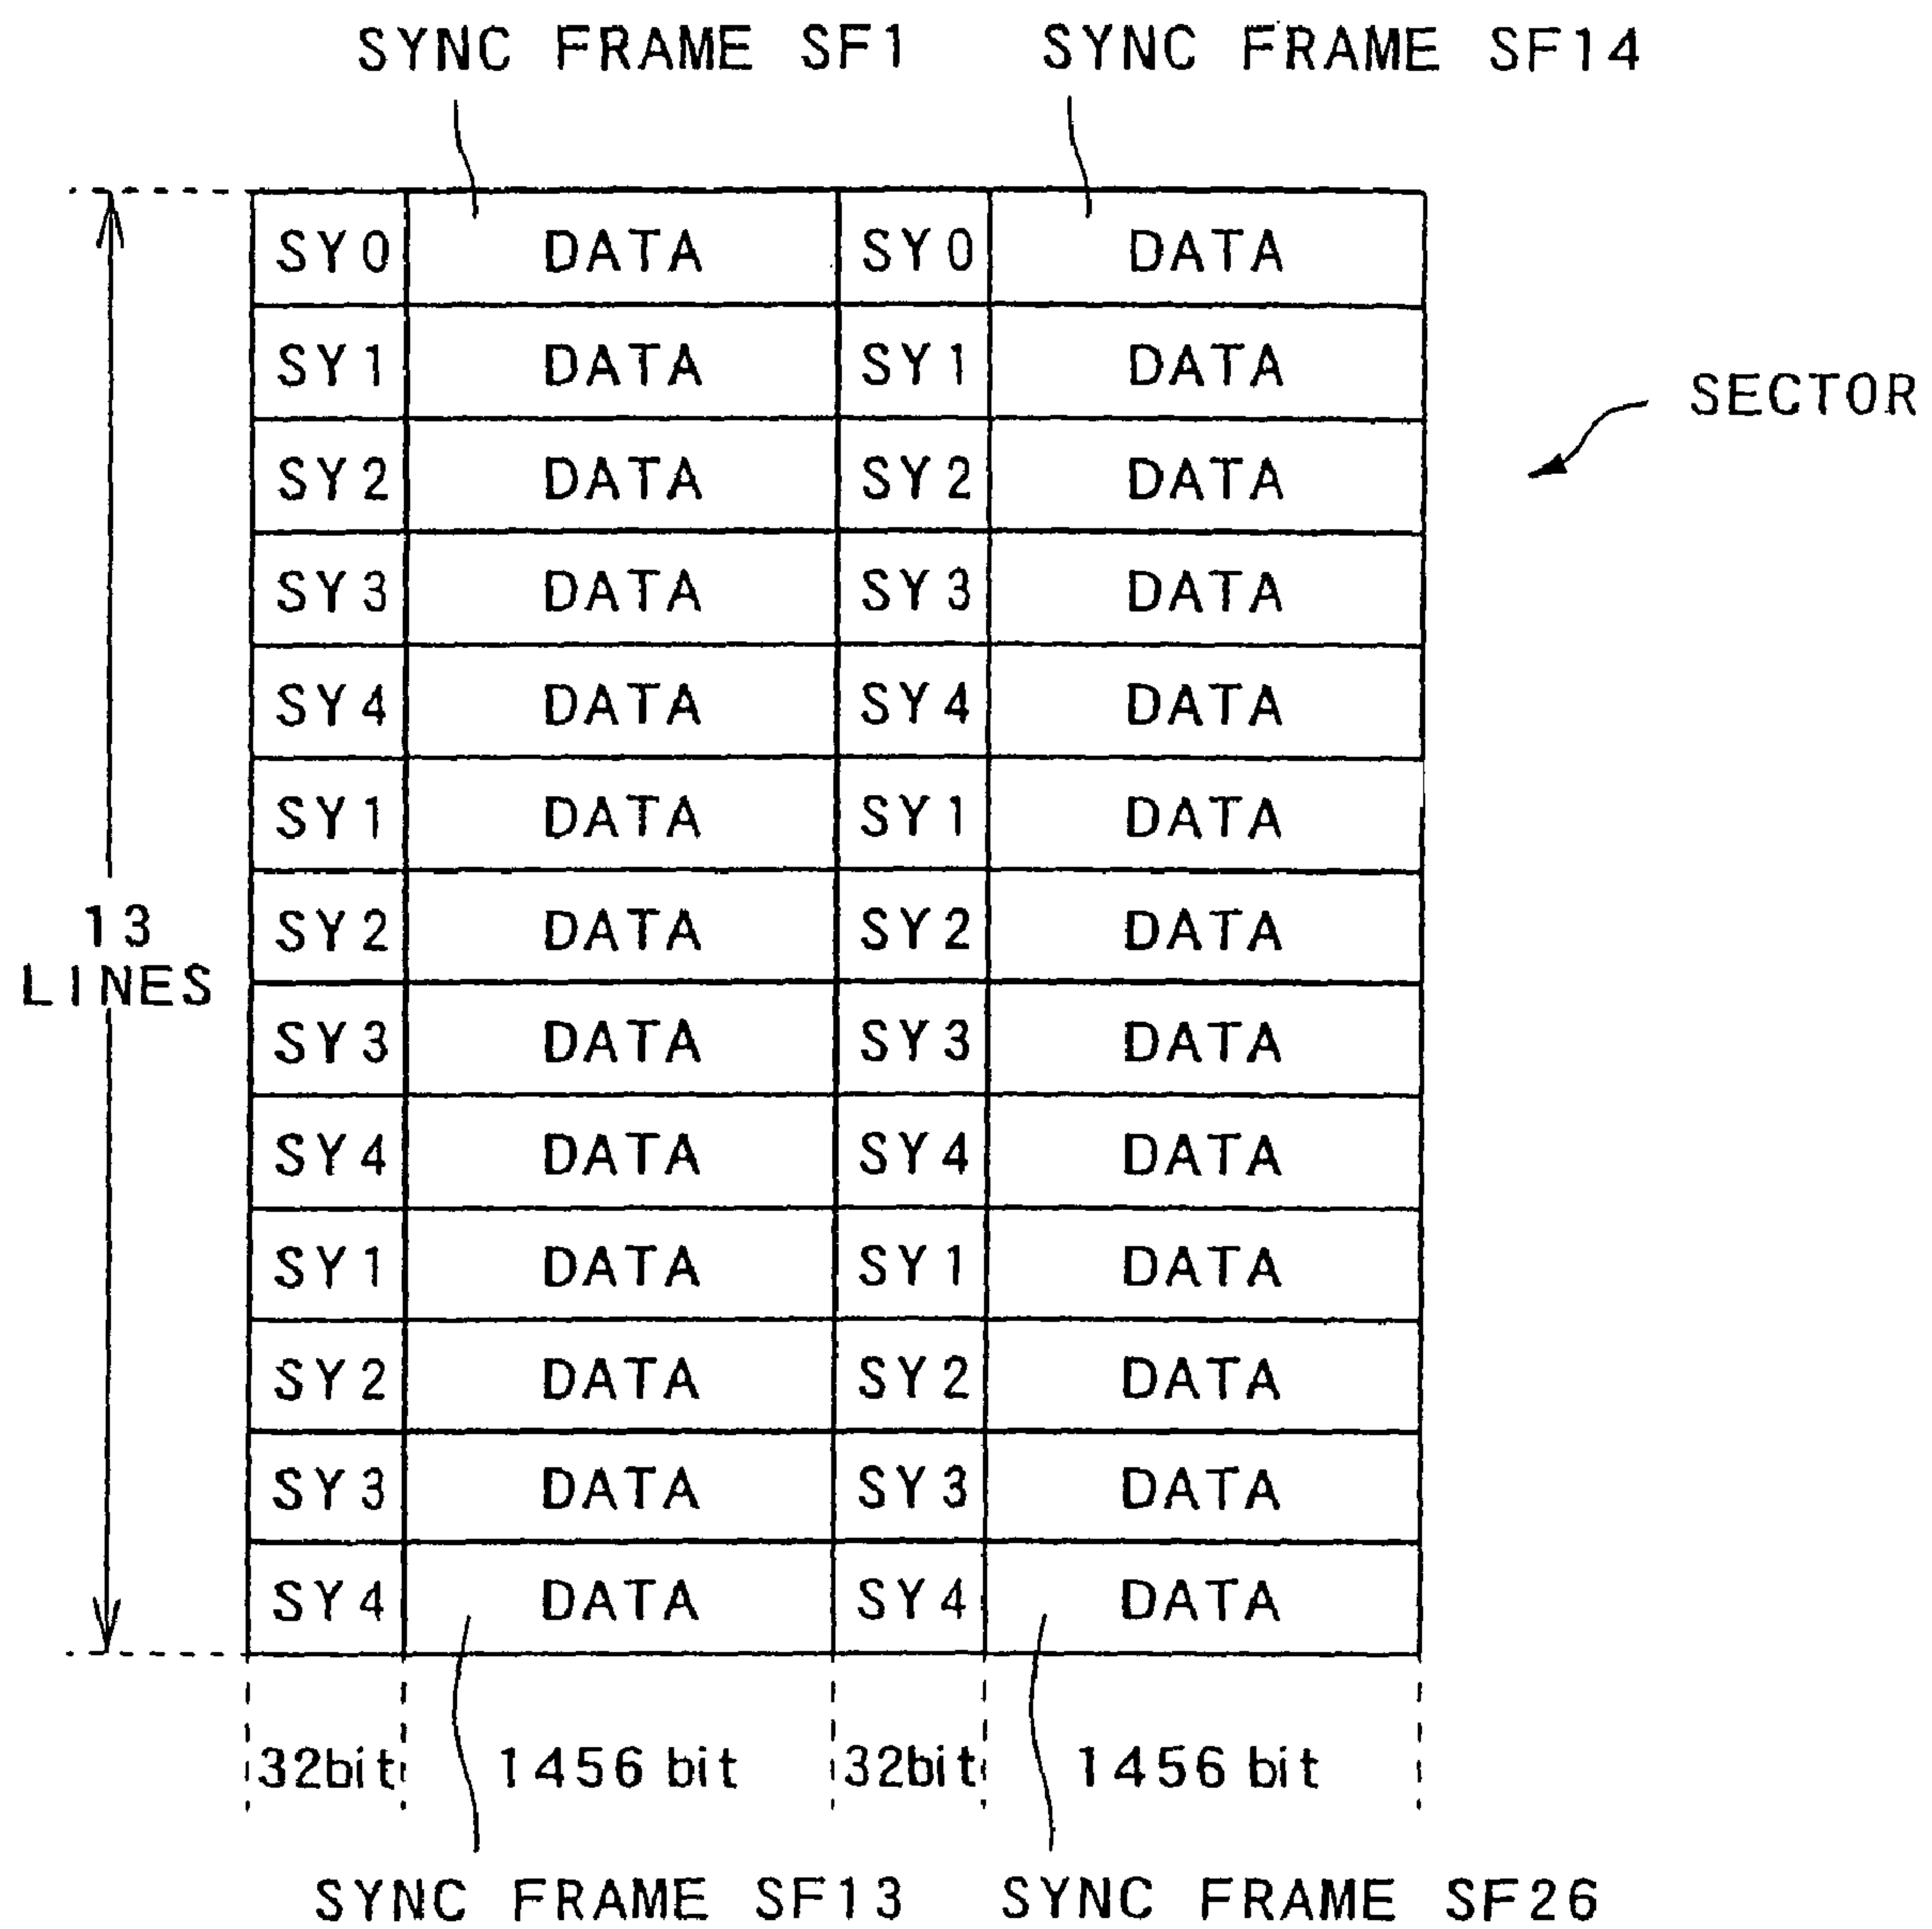 SYNC FRAME SF1 SYNC FRAME SF14
SY0 DATA SY0 DATA
SY1 DATA SY1 DATA
SECTOR
SY2 DATA SY2 DATA
SY3 DATA SY3 DATA
SY4 DATA SY4 DATA
SY1 DATA SY1 DATA
13
LINES
SY2 DATA SY2 DATA
SY3 DATA SY3 DATA
SY4 DATA SY4 DATA
SY1 DATA SY1 DATA
SY2 DATA SY2 DATA
SY3 DATA SY3 DATA
SY4 DATA SY4 DATA
32bit 1456 bit 32bit 1456 bit
SYNC FRAME SF13 SYNC FRAME SF26